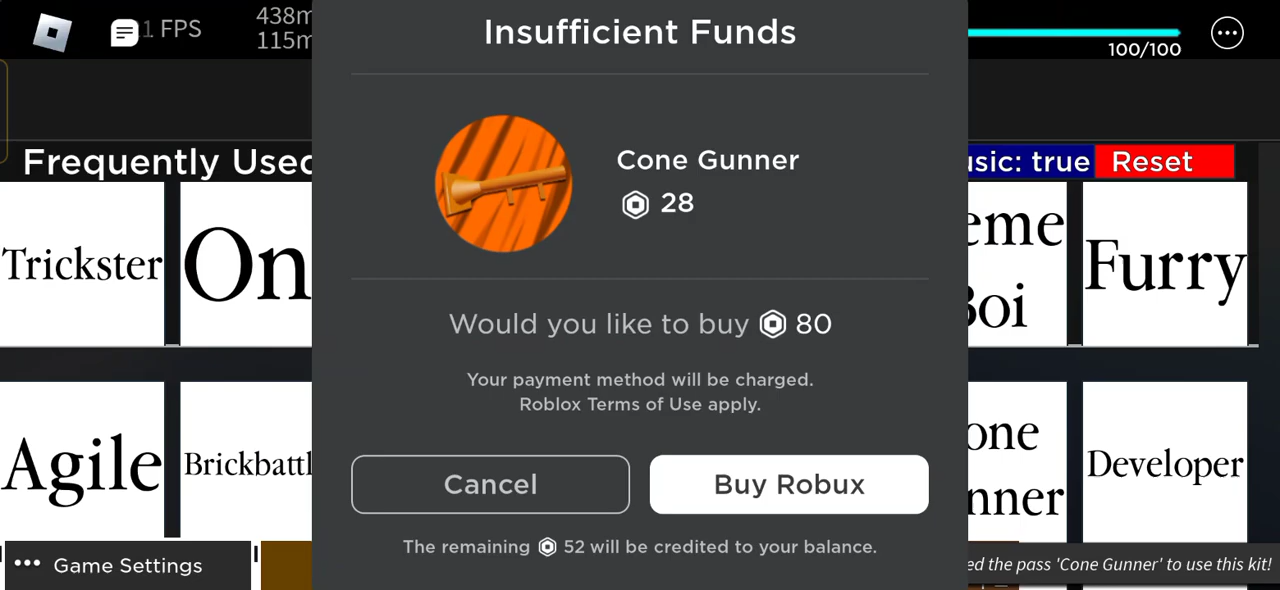 1 FPS
438m
115m
Insufficient Funds
100/100
Frequently Used
Cone Gunner
28
usic: true
Reset
Trickster
On
eme
Boi
Furry
Would you like to buy 80
Your payment method will be charged.
Roblox Terms of Use apply.
Agile
Brickbattl
one
nner
Developer
Cancel
Buy Robux
The remaining 52 will be credited to your balance.
••• Game Settings
ed the pass 'Cone Gunner' to use this kit!